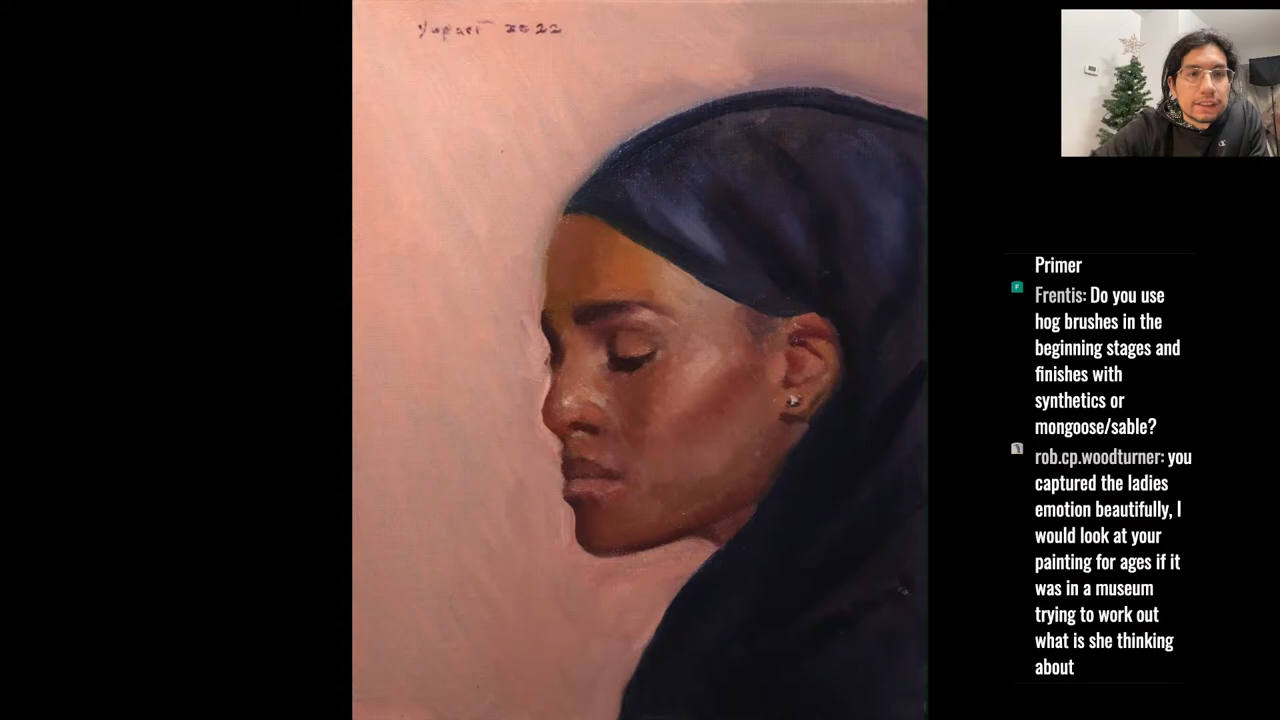 Yupari 2022
Primer
Frentis: Do you use
hog brushes in the
beginning stages and
finishes with
synthetics or
mongoose/sable?
rob.cp.woodturner: you
captured the ladies
emotion beautifully, I
would look at your
painting for ages if it
was in a museum
trying to work out
what is she thinking
about